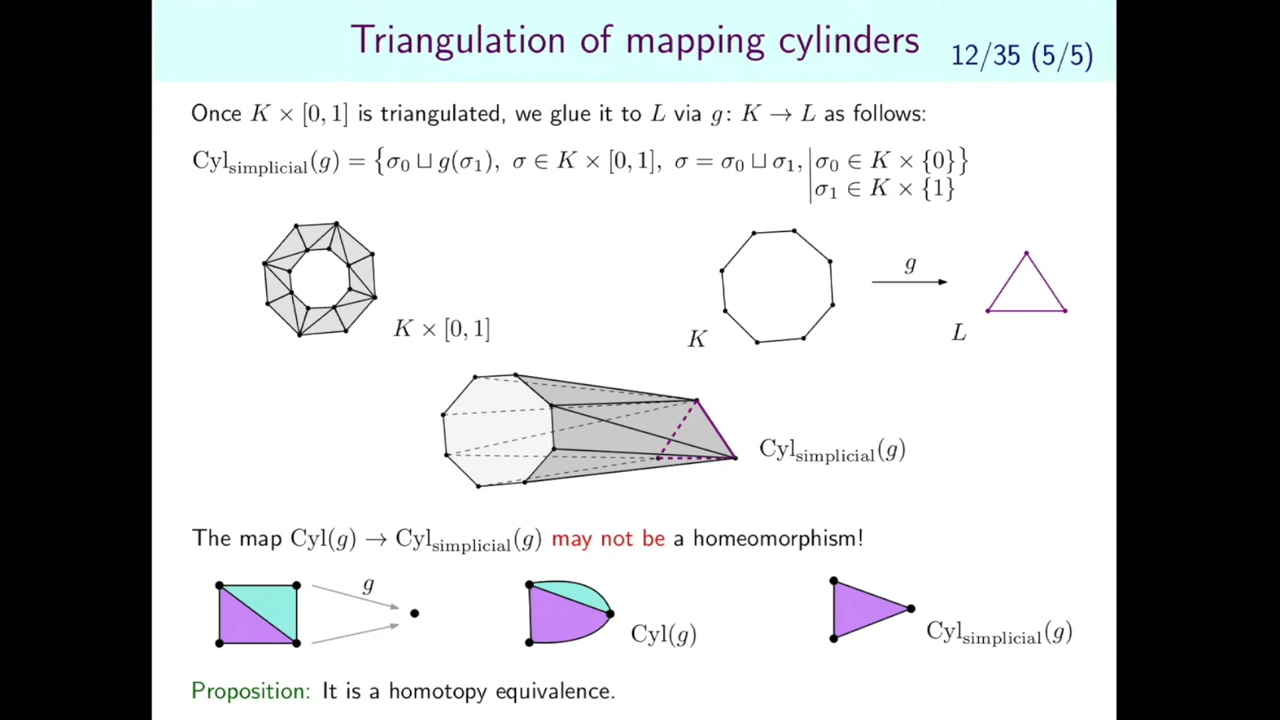 Triangulation of mapping cylinders
12/35 (5/5)
Once K × [0, 1] is triangulated, we glue it to L via g: K → L as follows:
Cyl_simplicial(g) = {σ₀ ⊔ g(σ₁), σ ∈ K × [0, 1], σ = σ₀ ⊔ σ₁, |σ₀ ∈ K × {0}}
|σ₁ ∈ K × {1}
g
K × [0, 1]
K
L
Cyl_simplicial(g)
The map Cyl(g) → Cyl_simplicial(g) may not be a homeomorphism!
g
Cyl(g)
Cyl_simplicial(g)
Proposition: It is a homotopy equivalence.